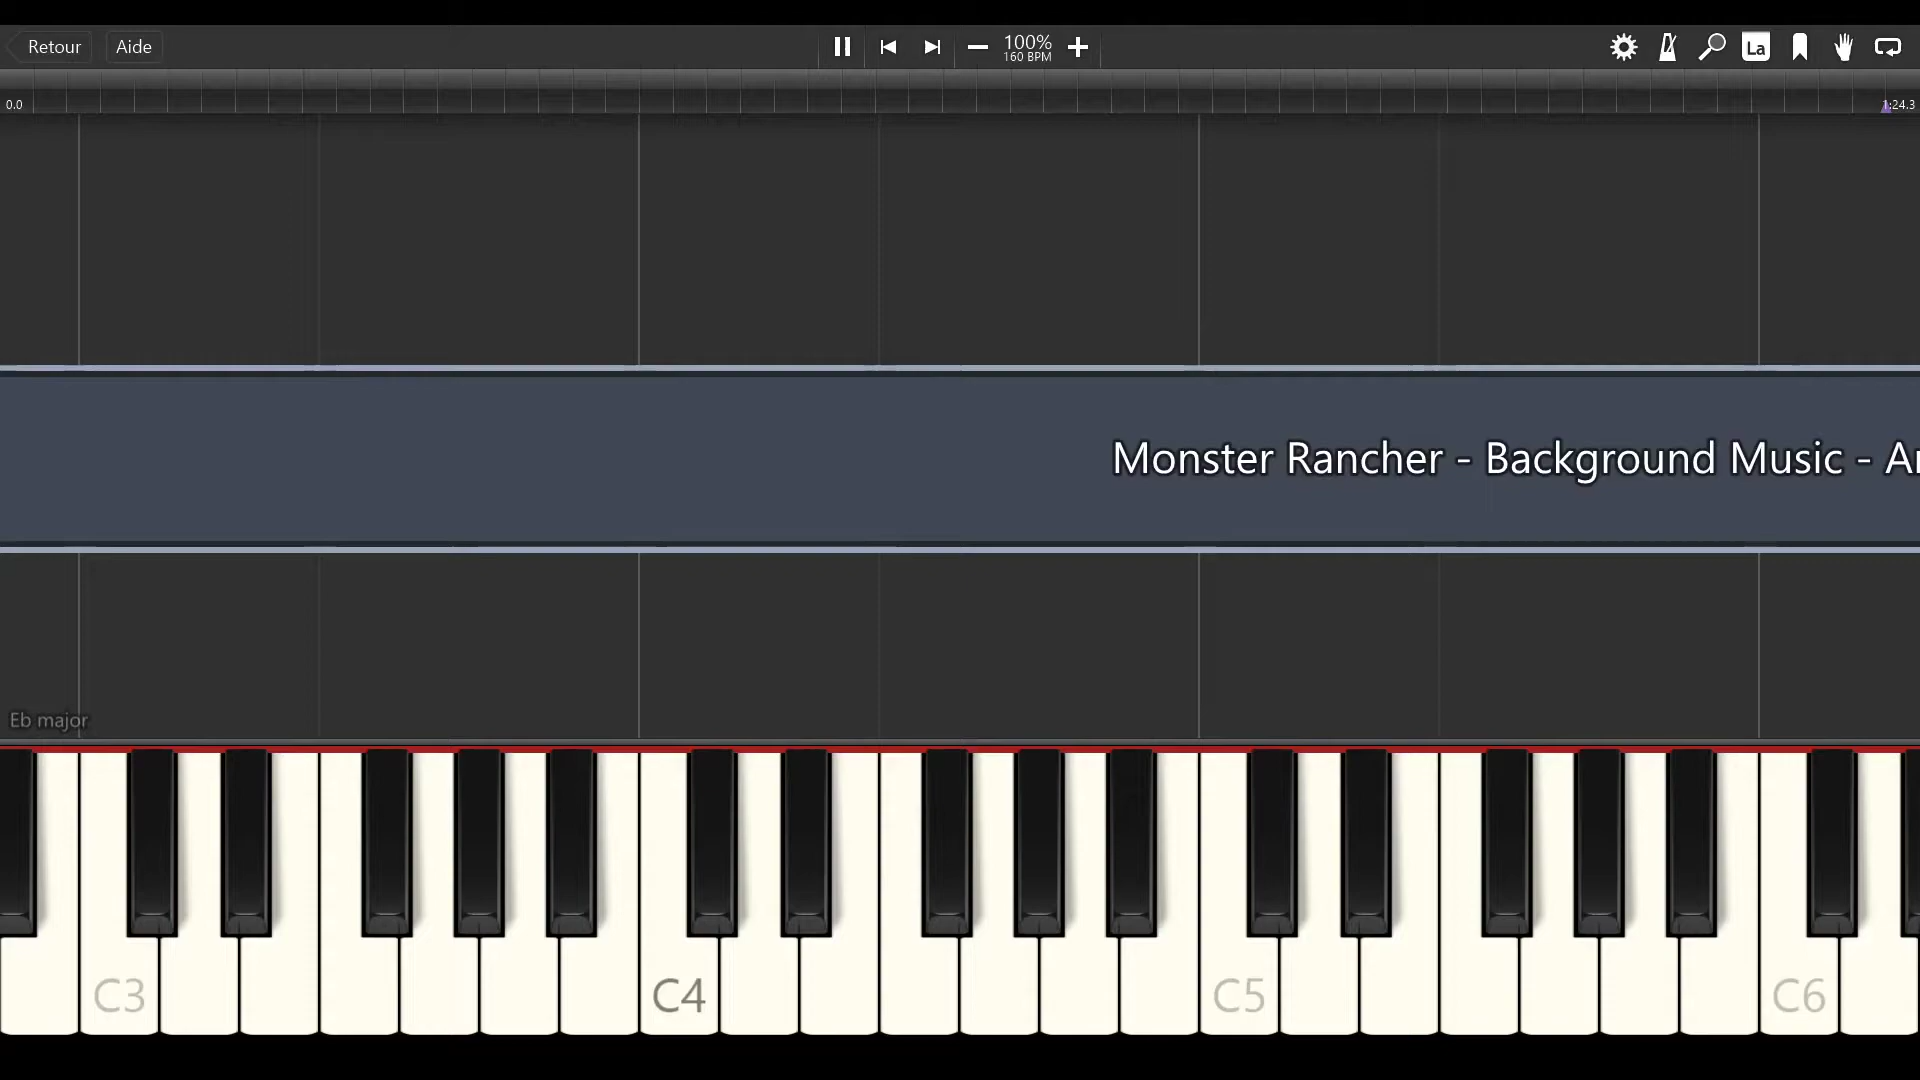 Retour Aide 100% La
160 BPM
0.0 1:24.3
Monster Rancher - Background Music - Ar
Eb major
C3 C4 C5 C6